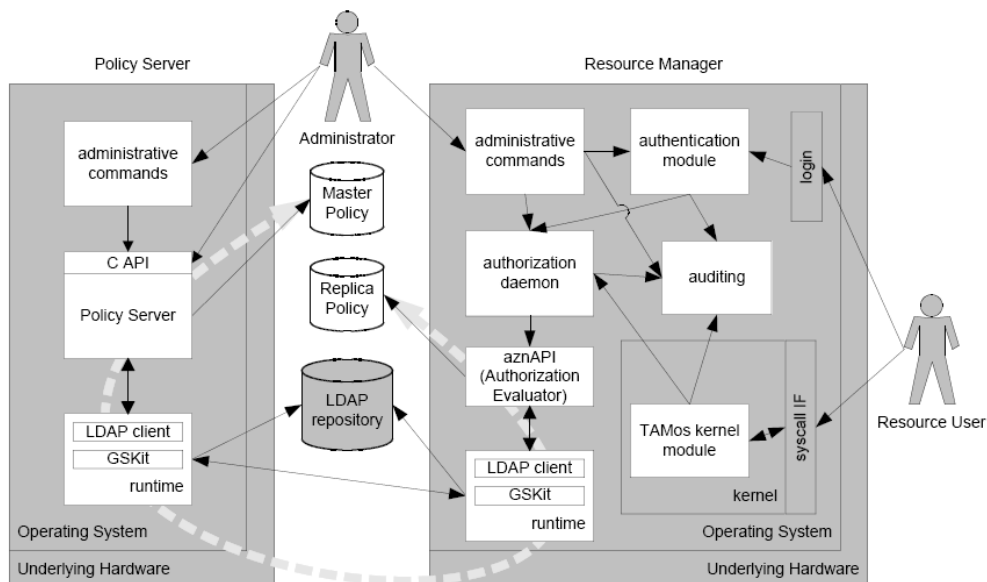 Policy Server
Administrator
Resource Manager
administrative
commands
C API
Policy Server
LDAP client
GSKit
runtime
Operating System
Underlying Hardware
Master
Policy
Replica
Policy
LDAP
repository
administrative
commands
authentication
module
login
authorization
daemon
auditing
aznAPI
(Authorization
Evaluator)
LDAP client
GSKit
runtime
TAMos kernel
module
syscall IF
kernel
Operating System
Underlying Hardware
Resource User